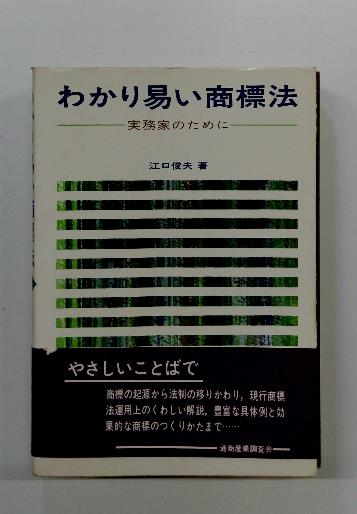 わかり易い商標法
実務家のために
江口俊夫 著
やさしいことばで
商標の起源から法制の移りかわり，現行商標
法運用上のくわしい解説，豊富な具体例と効
果的な商標のつくりかたまで……
通商産業調査会